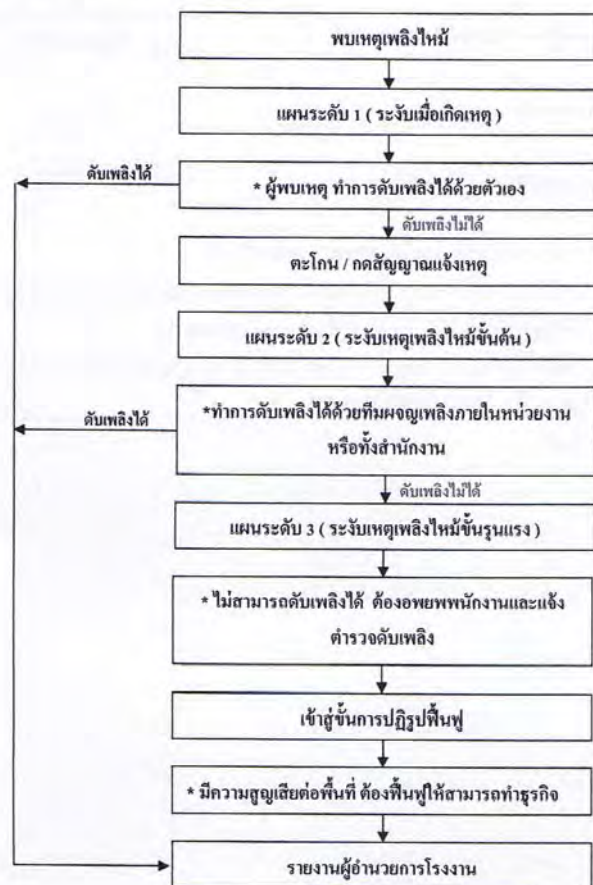 พบเหตุเพลิงไหม้
แผนระดับ 1 ( ระงับเมื่อเกิดเหตุ )
ดับเพลิงได้
* ผู้พบเหตุ ทำการดับเพลิงได้ด้วยตัวเอง
ดับเพลิงไม่ได้
ตะโกน / กดสัญญาณแจ้งเหตุ
แผนระดับ 2 ( ระงับเหตุเพลิงไหม้ขั้นต้น )
ดับเพลิงได้
*ทำการดับเพลิงได้ด้วยทีมผจญเพลิงภายในหน่วยงาน
หรือทั้งสำนักงาน
ดับเพลิงไม่ได้
แผนระดับ 3 ( ระงับเหตุเพลิงไหม้ขั้นรุนแรง )
* ไม่สามารถดับเพลิงได้ ต้องอพยพพนักงานและแจ้ง
ตำรวจดับเพลิง
เข้าสู่ขั้นการปฏิรูปฟื้นฟู
* มีความสูญเสียต่อพื้นที่ ต้องฟื้นฟูให้สามารถทำธุรกิจ
รายงานผู้อำนวยการโรงงาน